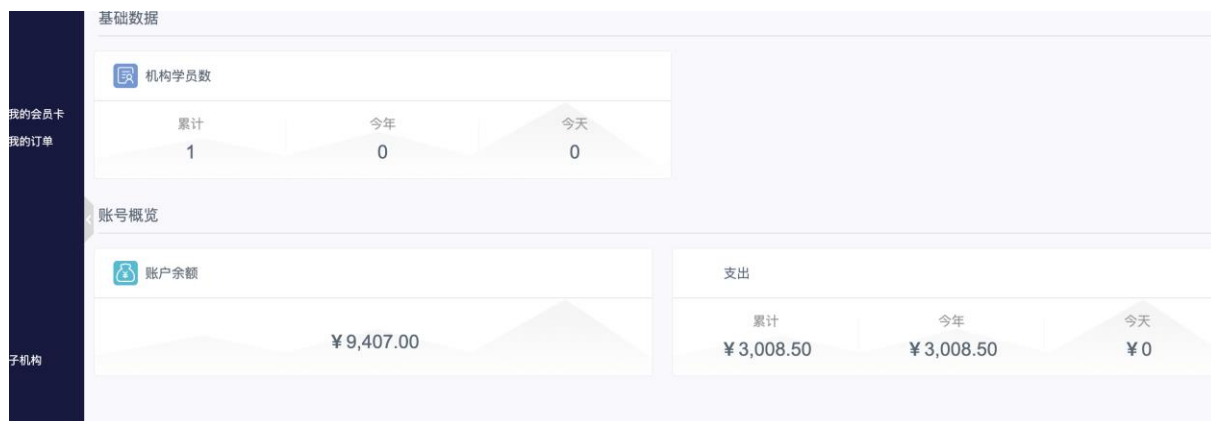 基础数据
机构学员数
我的会员卡
累计 今年 今天
我的订单
1 0 0
账号概览
账户余额 支出
累计 今年 今天
¥9,407.00 ¥3,008.50 ¥3,008.50 ¥0
子机构